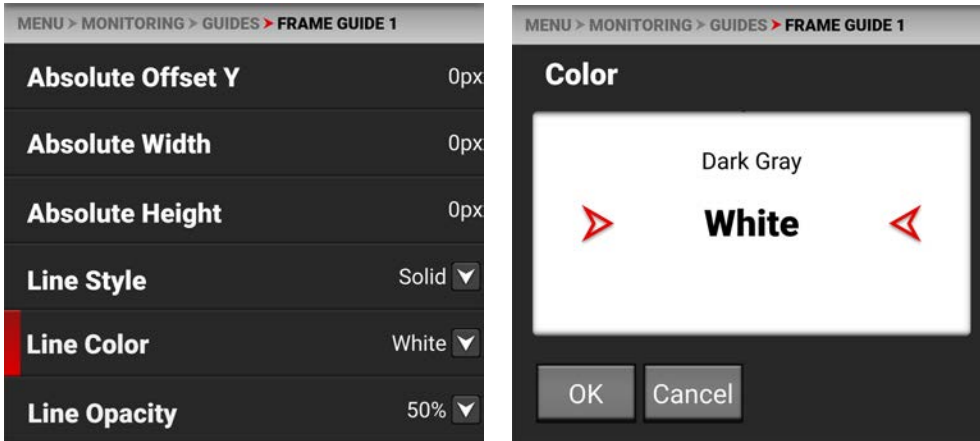 MENU > MONITORING > GUIDES > FRAME GUIDE 1
Absolute Offset Y 0px
Absolute Width 0px
Absolute Height 0px
Line Style Solid
Line Color White
Line Opacity 50%
MENU > MONITORING > GUIDES > FRAME GUIDE 1
Color
Dark Gray
White
OK Cancel